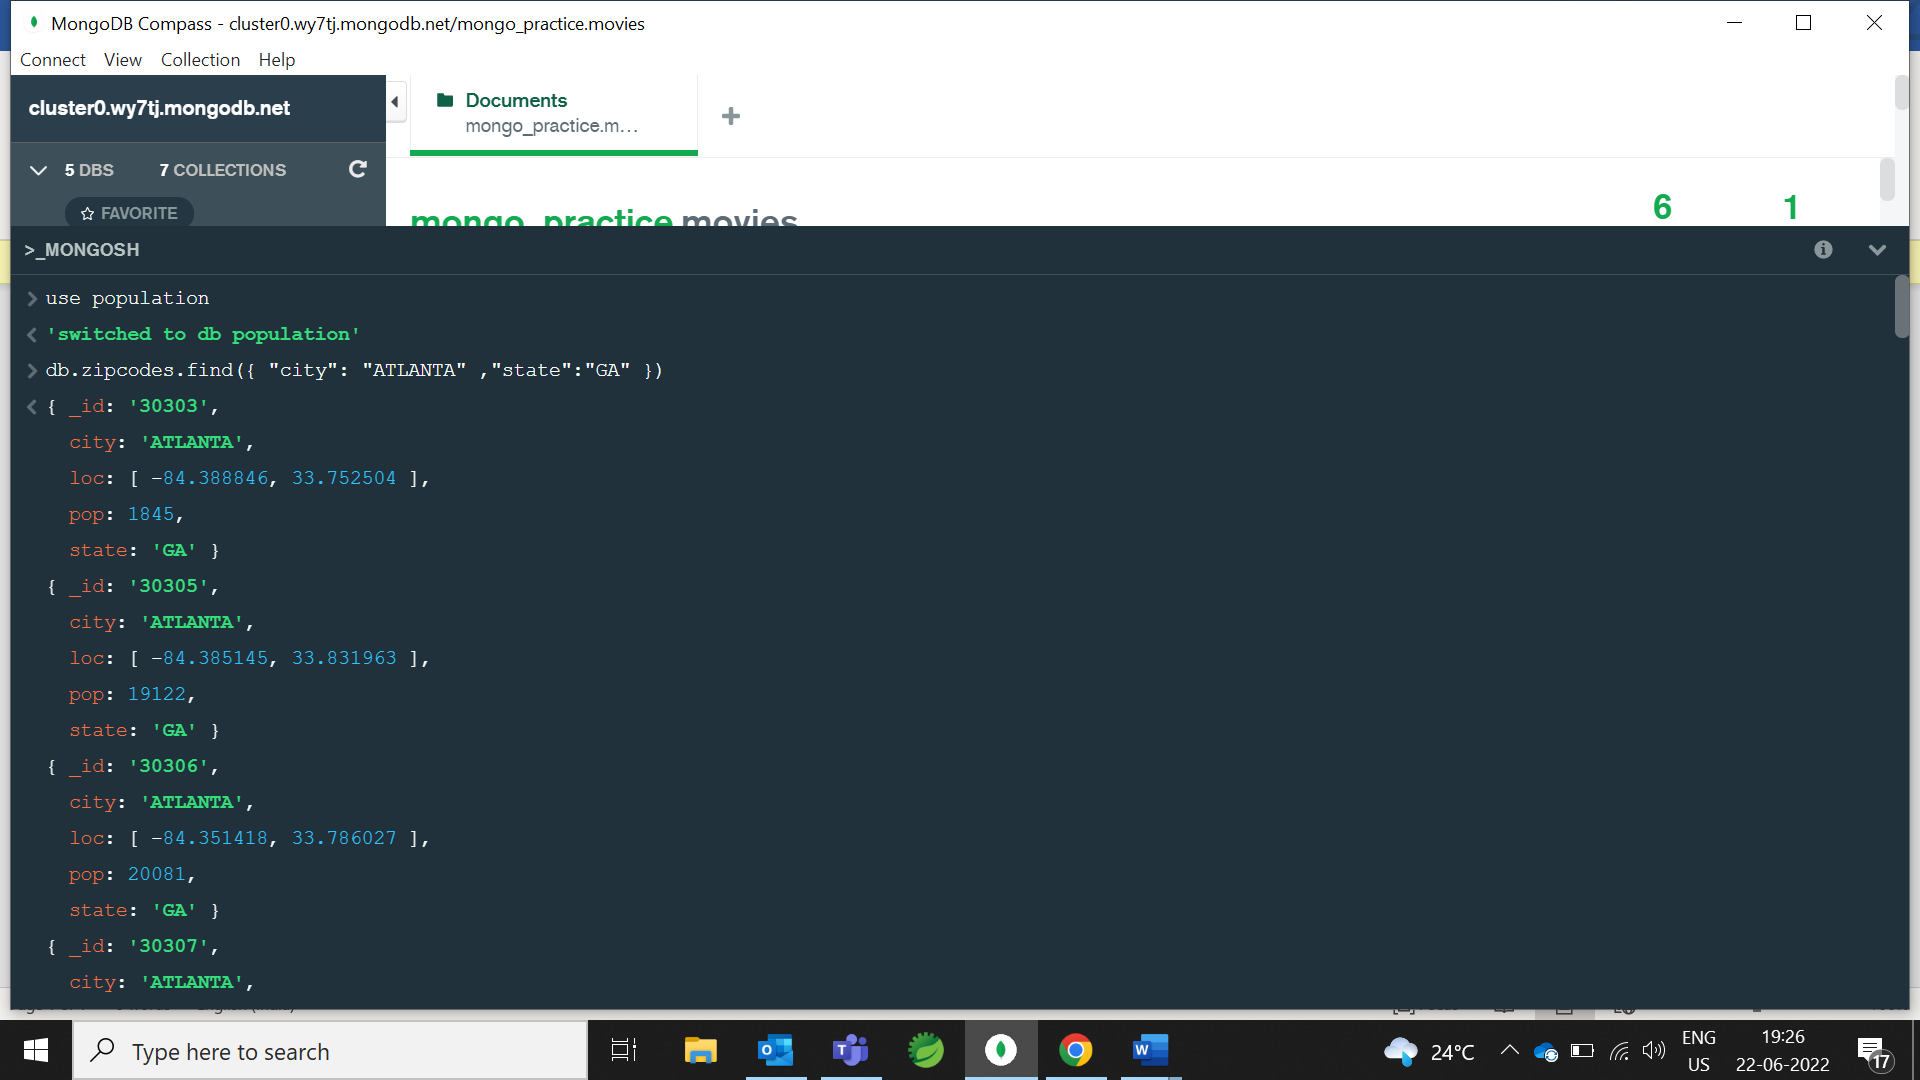 MongoDB Compass - cluster0.wy7tj.mongodb.net/mongo_practice.movies
Connect View Collection Help
cluster0.wy7tj.mongodb.net
Documents
mongo_practice.m...
5 DBS 7 COLLECTIONS
FAVORITE
mongo_practice.movies
6 1
>_MONGOSH
use population
'switched to db population'
db.zipcodes.find({ "city": "ATLANTA" ,"state":"GA" })
{ _id: '30303',
city: 'ATLANTA',
loc: [ -84.388846, 33.752504 ],
pop: 1845,
state: 'GA' }
{ _id: '30305',
city: 'ATLANTA',
loc: [ -84.385145, 33.831963 ],
pop: 19122,
state: 'GA' }
{ _id: '30306',
city: 'ATLANTA',
loc: [ -84.351418, 33.786027 ],
pop: 20081,
state: 'GA' }
{ _id: '30307',
city: 'ATLANTA',
Type here to search
24°C
ENG
US
19:26
22-06-2022
17